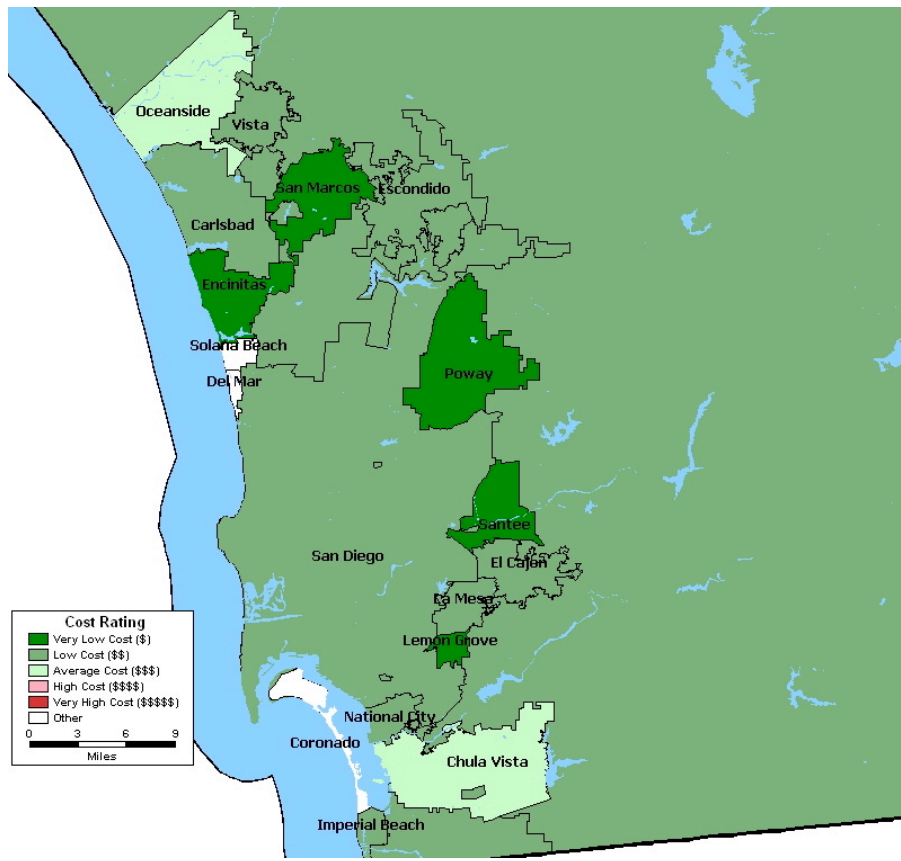 Oceanside
Vista
San Marcos
Escondido
Carlsbad
Encinitas
Solana Beach
Del Mar
Poway
Santee
San Diego
El Cajon
La Mesa
Lemon Grove
National City
Coronado
Chula Vista
Imperial Beach
Cost Rating
Very Low Cost ($)
Low Cost ($$)
Average Cost ($$$)
High Cost ($$$$)
Very High Cost ($$$$$)
Other
0 3 6 9
Miles